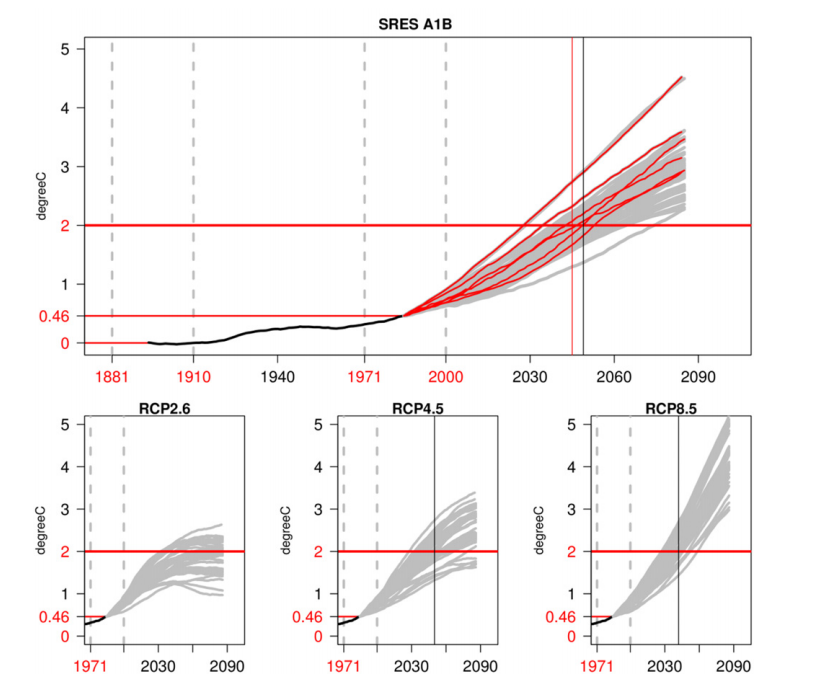 SRES A1B
degreeC
5
4
3
2
1
0.46
0
1881 1910 1940 1971 2000 2030 2060 2090
RCP2.6 RCP4.5 RCP8.5
degreeC degreeC degreeC
5 5 5
4 4 4
3 3 3
2 2 2
1 1 1
0.46 0.46 0.46
0 0 0
1971 2030 2090 1971 2030 2090 1971 2030 2090